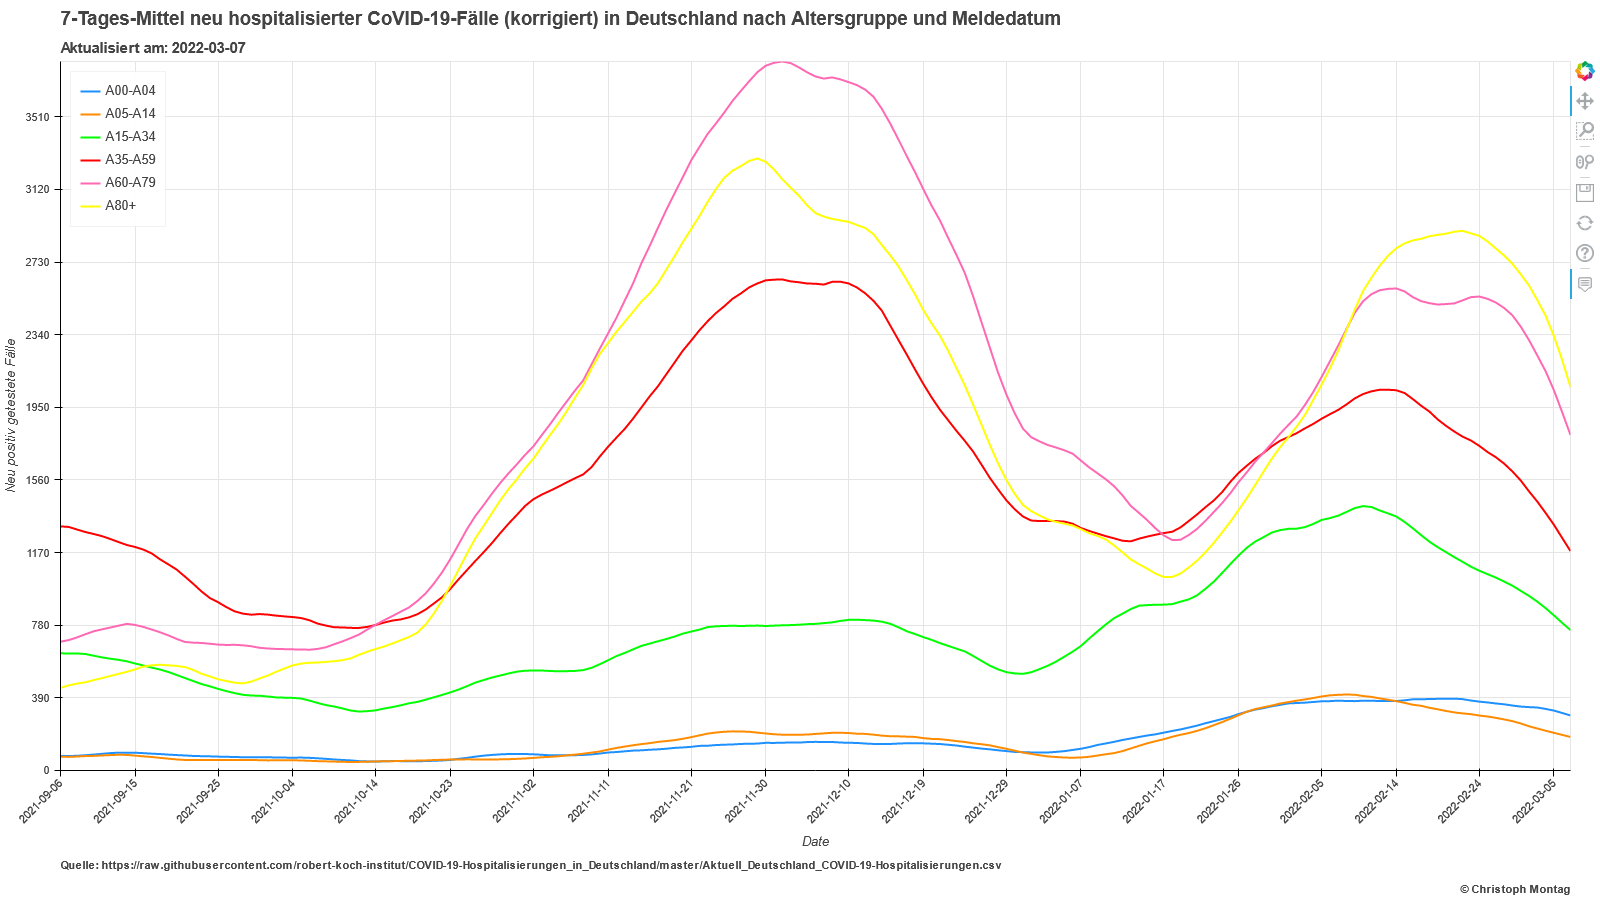 7-Tages-Mittel neu hospitalisierter CoVID-19-Fälle (korrigiert) in Deutschland nach Altersgruppe und Meldedatum
Aktualisiert am: 2022-03-07
A00-A04
A05-A14
A15-A34
A35-A59
A60-A79
A80+
3510
3120
2730
2340
1950
1560
1170
780
390
0
Neu positiv getestete Fälle
2021-09-06
2021-09-15
2021-09-25
2021-10-04
2021-10-14
2021-10-23
2021-11-02
2021-11-11
2021-11-21
2021-11-30
2021-12-10
2021-12-19
2021-12-29
2022-01-07
2022-01-17
2022-01-26
2022-02-05
2022-02-14
2022-02-24
2022-03-05
Date
Quelle: https://raw.githubusercontent.com/robert-koch-institut/COVID-19-Hospitalisierungen_in_Deutschland/master/Aktuell_Deutschland_COVID-19-Hospitalisierungen.csv
© Christoph Montag